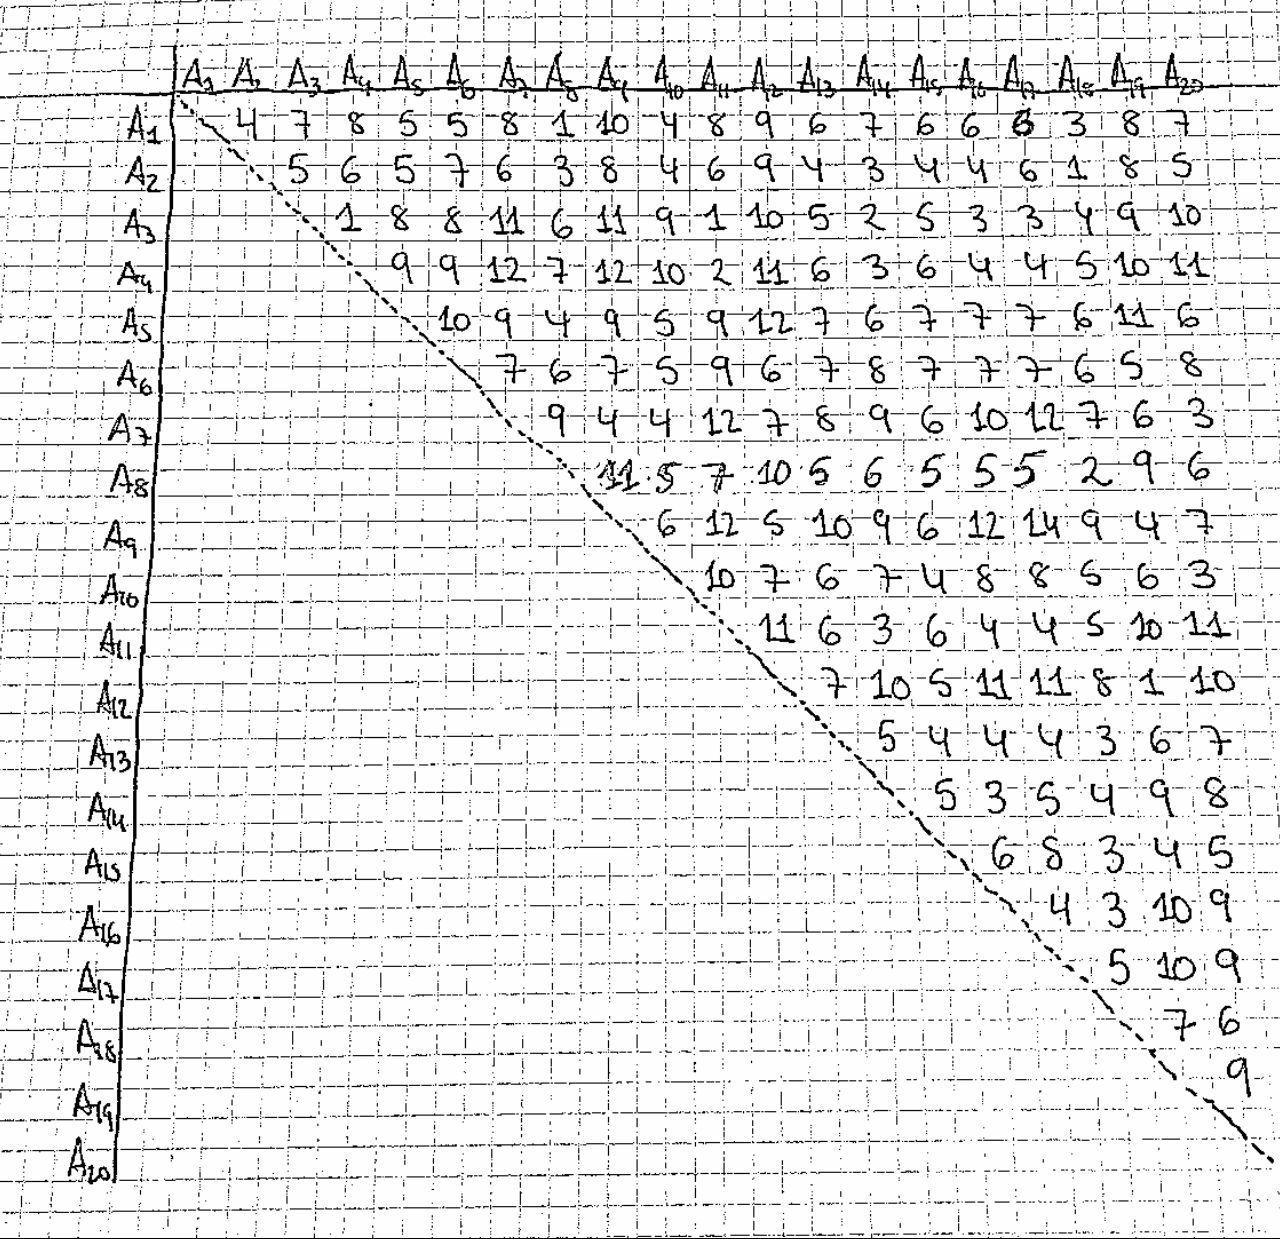 A1 A2 A3 A4 A5 A6 A7 A8 A9 A10 A11 A12 A13 A14 A15 A16 A17 A18 A19 A20
A1 4 7 8 5 5 8 1 10 4 8 9 6 7 6 6 6 3 8 7
A2 5 6 5 7 6 3 8 4 6 9 4 3 4 4 6 1 8 5
A3 1 8 8 11 6 11 9 1 10 5 2 5 3 3 4 9 10
A4 9 9 12 7 12 10 2 11 6 3 6 4 4 5 10 11
A5 10 9 4 9 5 9 12 7 6 7 7 7 6 11 6
A6 7 6 7 5 9 6 7 8 7 7 7 6 5 8
A7 9 4 4 12 7 8 9 6 10 12 7 6 3
A8 11 5 7 10 5 6 5 5 5 2 9 6
A9 6 12 5 10 9 6 12 14 9 4 7
A10 10 7 6 7 4 8 8 5 6 3
A11 11 6 3 6 4 4 5 10 11
A12 7 10 5 11 11 8 1 10
A13 5 4 4 4 3 6 7
A14 5 3 5 4 9 8
A15 6 8 3 4 5
A16 4 3 10 9
A17 5 10 9
A18 7 6
A19 9
A20